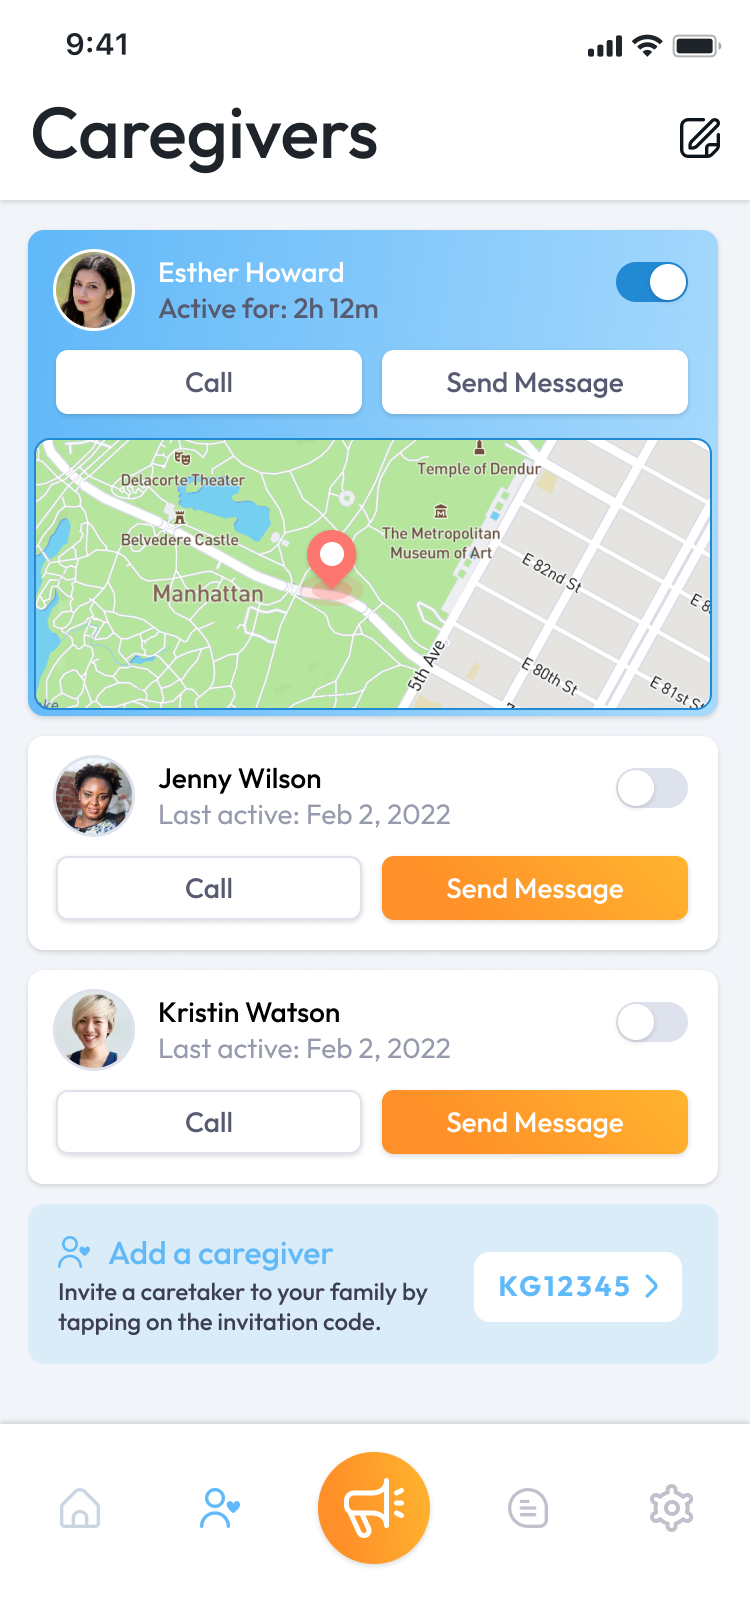 9:41
Caregivers
Esther Howard
Active for: 2h 12m
Call
Send Message
Temple of Dendur
Delacorte Theater
The Metropolitan
Museum of Art
Belvedere Castle
E 82nd St
Manhattan
5th Ave
E 80th St
E 81st St
Jenny Wilson
Last active: Feb 2, 2022
Call
Send Message
Kristin Watson
Last active: Feb 2, 2022
Call
Send Message
Add a caregiver
Invite a caretaker to your family by
tapping on the invitation code.
KG12345